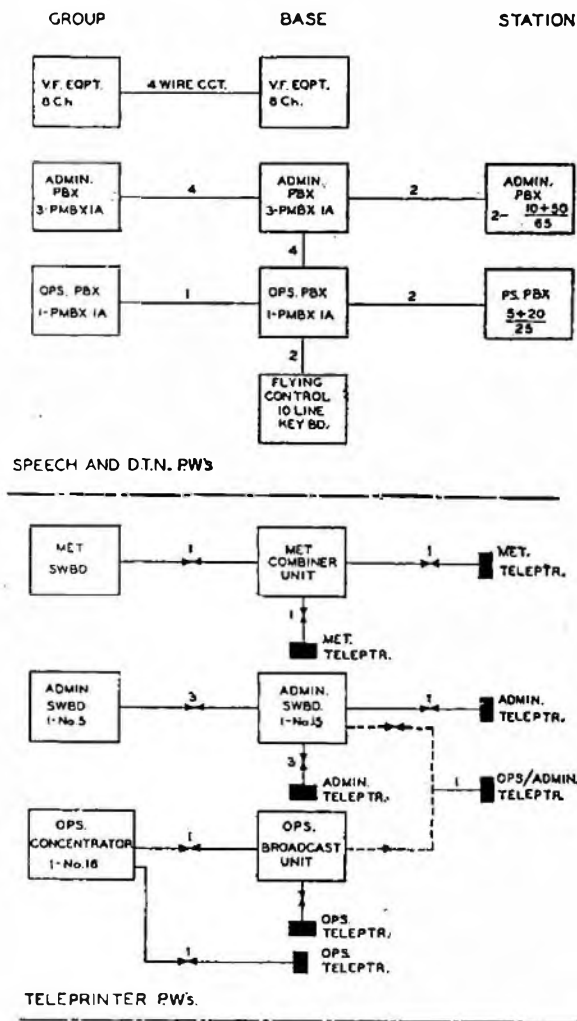 GROUP BASE STATION
V.F. EQPT.
8 Ch
4 WIRE CCT.
V.F. EQPT.
8 Ch.
ADMIN.
PBX
3-PMBX 1A
4
ADMIN.
PBX
3-PMBX 1A
2
ADMIN.
PBX
2- 10+50
65
4
OPS. PBX
1-PMBX 1A
1
OPS. PBX
1-PMBX 1A
2
PS. PBX
5+20
25
2
FLYING
CONTROL
10 LINE
KEY BD.
SPEECH AND D.T.N. P.W's
MET
SWBD
1
MET
COMBINER
UNIT
1
MET.
TELEPTR.
1
MET.
TELEPTR.
ADMIN
SWBD
1-No.5
3
ADMIN.
SWBD.
1-No.15
1
ADMIN.
TELEPTR.
3
ADMIN.
TELEPTR.
1
OPS/ADMIN.
TELEPTR.
OPS.
CONCENTRATOR
1-No.16
1
OPS.
BROADCAST
UNIT
OPS.
TELEPTR.
1
OPS.
TELEPTR.
TELEPRINTER P.W's.